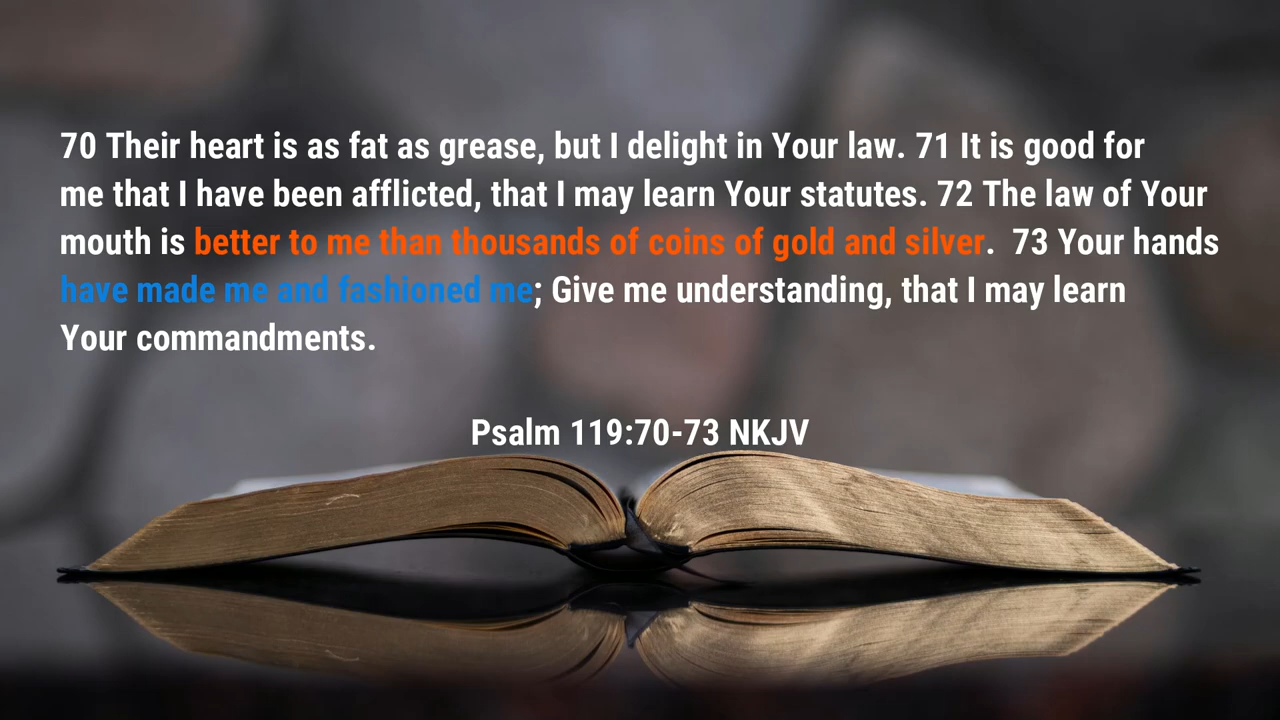 70 Their heart is as fat as grease, but I delight in Your law. 71 It is good for
me that I have been afflicted, that I may learn Your statutes. 72 The law of Your
mouth is better to me than thousands of coins of gold and silver.  73 Your hands
have made me and fashioned me; Give me understanding, that I may learn
Your commandments.
Psalm 119:70-73 NKJV